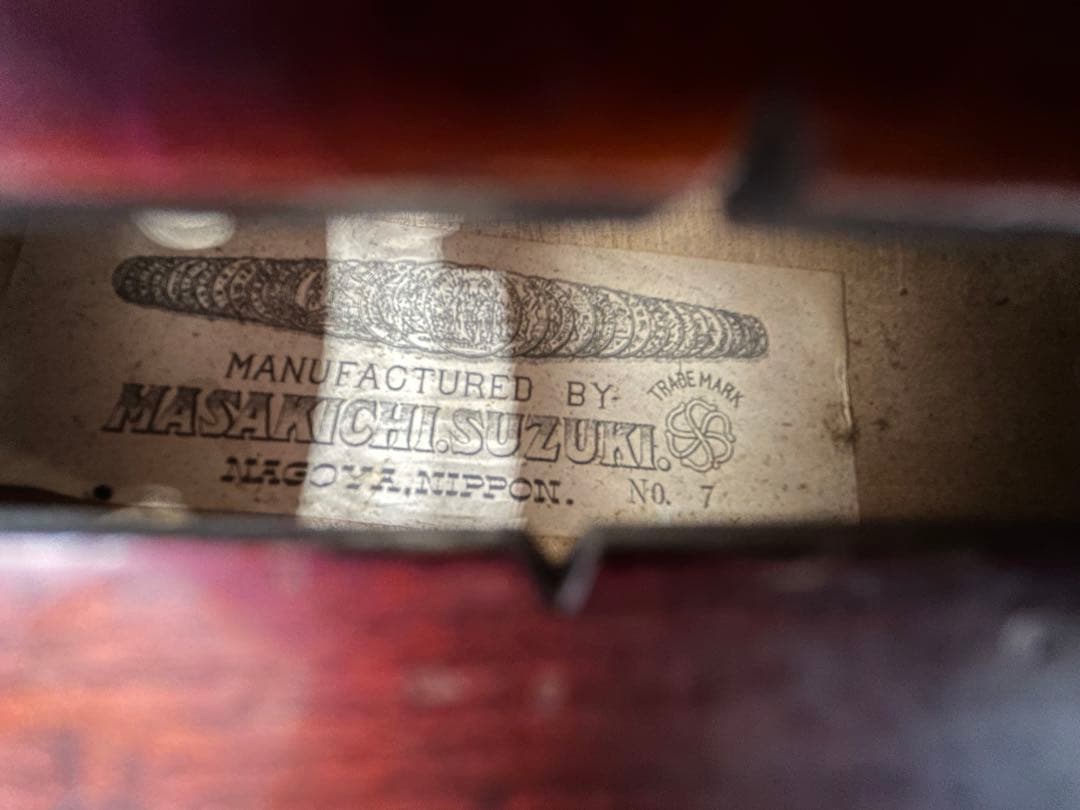 MANUFACTURED BY
TRADE MARK
MASAKICHI.SUZUKI.
NAGOYA, NIPPON.
No. 7